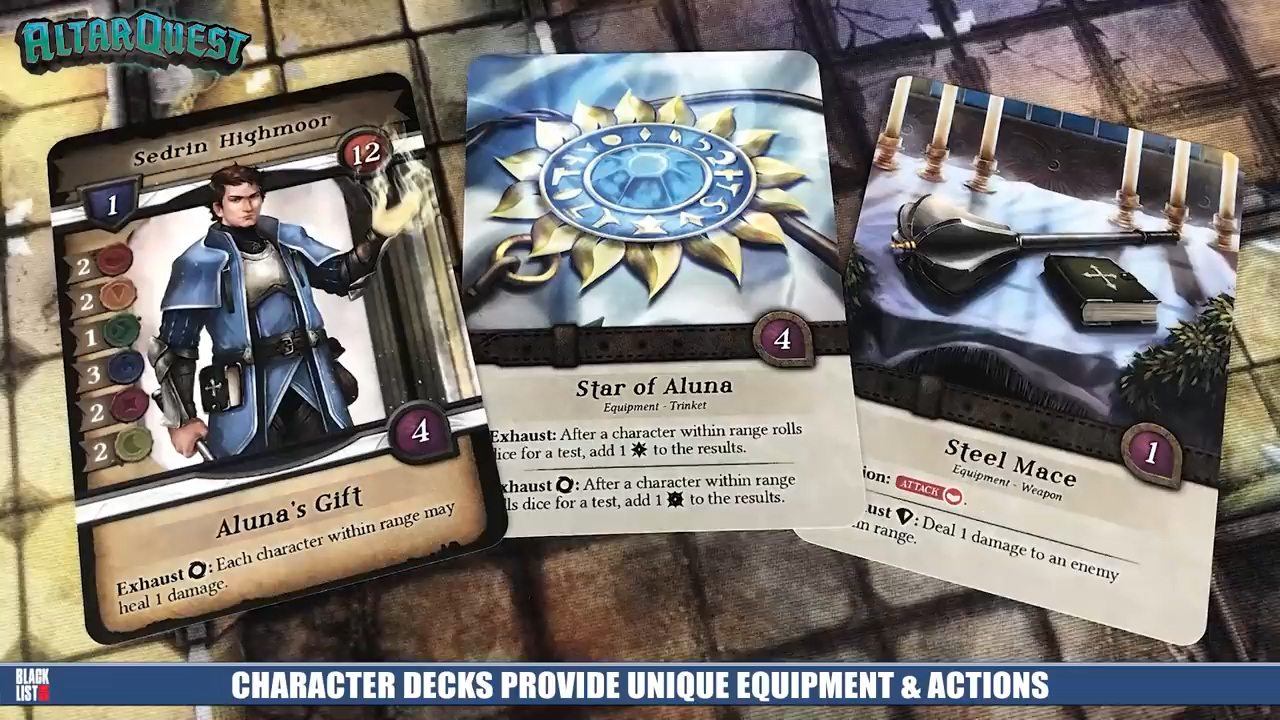 ALTARQUEST
Sedrin Highmoor
12
1
2
2
1
3
2
2
4
Aluna's Gift
Exhaust : Each character within range may
heal 1 damage.
4
Star of Aluna
Equipment - Trinket
Exhaust: After a character within range rolls
dice for a test, add 1 to the results.
Exhaust : After a character within range
rolls dice for a test, add 1 to the results.
1
Steel Mace
Equipment - Weapon
ion: ATTACK .
ust : Deal 1 damage to an enemy
in range.
BLACK
LIST
CHARACTER DECKS PROVIDE UNIQUE EQUIPMENT & ACTIONS